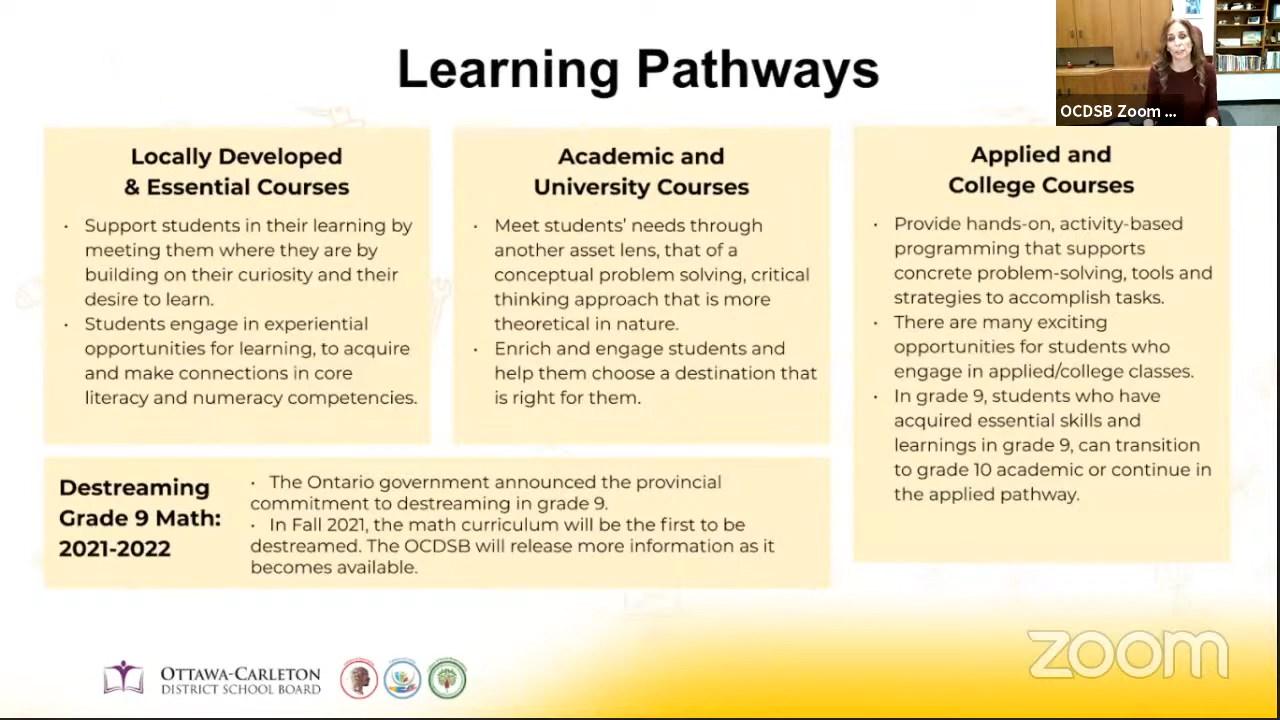 Learning Pathways
OCDSB Zoom ...
Locally Developed
& Essential Courses
• Support students in their learning by
meeting them where they are by
building on their curiosity and their
desire to learn.
• Students engage in experiential
opportunities for learning, to acquire
and make connections in core
literacy and numeracy competencies.
Academic and
University Courses
• Meet students' needs through
another asset lens, that of a
conceptual problem solving, critical
thinking approach that is more
theoretical in nature.
• Enrich and engage students and
help them choose a destination that
is right for them.
Applied and
College Courses
• Provide hands-on, activity-based
programming that supports
concrete problem-solving, tools and
strategies to accomplish tasks.
• There are many exciting
opportunities for students who
engage in applied/college classes.
• In grade 9, students who have
acquired essential skills and
learnings in grade 9, can transition
to grade 10 academic or continue in
the applied pathway.
Destreaming
Grade 9 Math:
2021-2022
• The Ontario government announced the provincial
commitment to destreaming in grade 9.
• In Fall 2021, the math curriculum will be the first to be
destreamed. The OCDSB will release more information as it
becomes available.
OTTAWA-CARLETON
DISTRICT SCHOOL BOARD
zoom